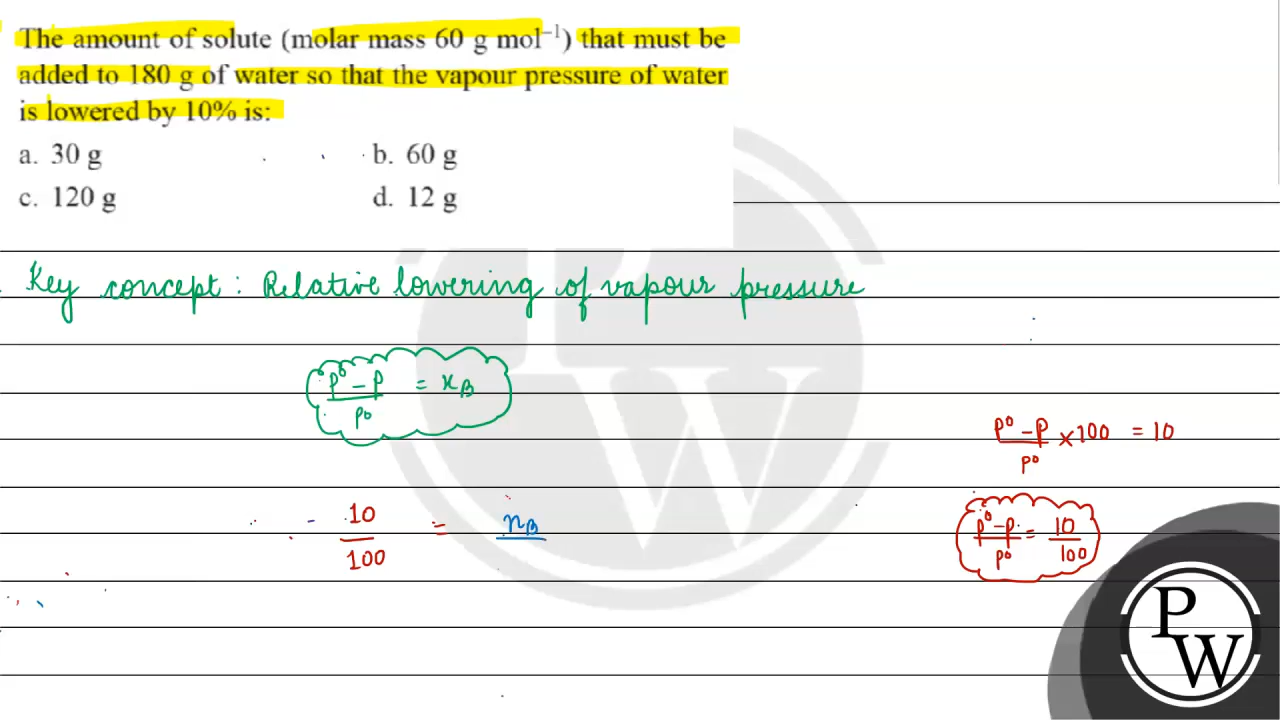 The amount of solute (molar mass 60 g mol⁻¹) that must be
added to 180 g of water so that the vapour pressure of water
is lowered by 10% is:
a. 30 g b. 60 g
c. 120 g d. 12 g
Key concept : Relative lowering of vapour pressure
(p° − p)/p° = x_B
(p° − p)/p° × 100 = 10
10/100 = n_B
(p° − p)/p° = 10/100
P
W